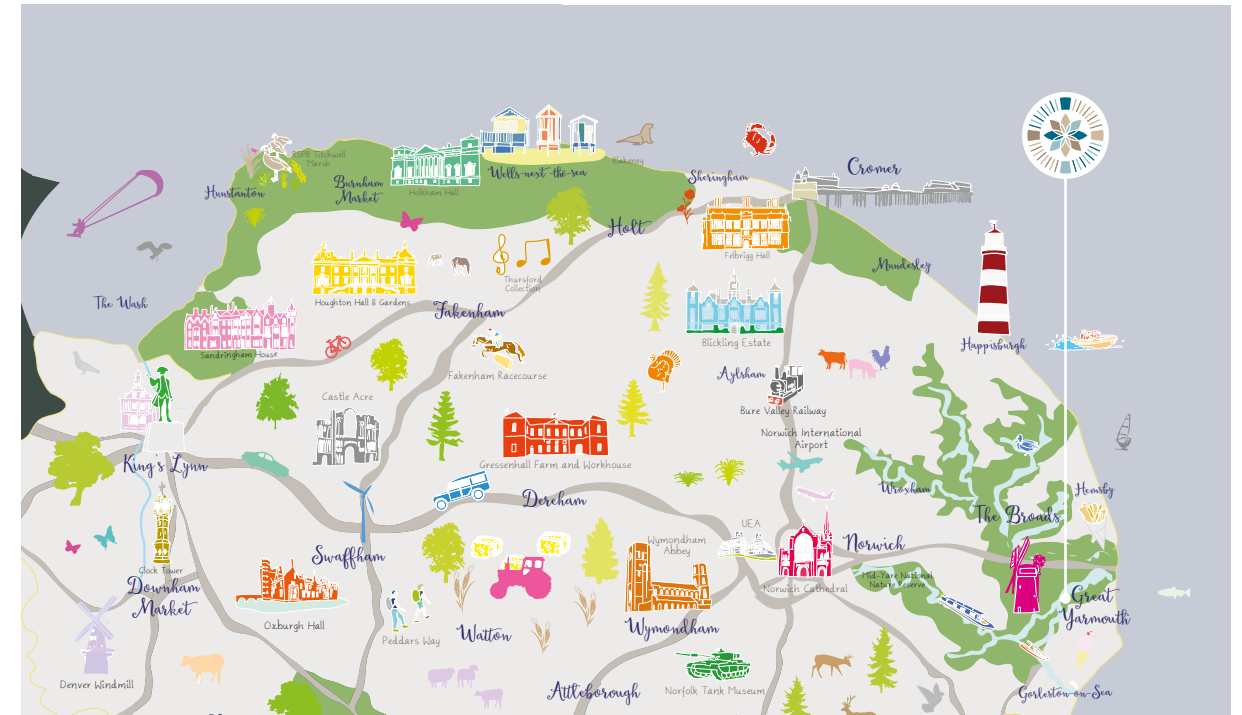 RSPB Titchwell
Marsh
Hunstanton
Burnham
Market
Holkham Hall
Wells-next-the-sea
Blakeney
Sheringham
Cromer
Holt
Felbrigg Hall
Mundesley
Thursford
Collection
Houghton Hall & Gardens
The Wash
Fakenham
Sandringham House
Blickling Estate
Happisburgh
Fakenham Racecourse
Aylsham
Castle Acre
Bure Valley Railway
Norwich International
Airport
Gressenhall Farm and Workhouse
King's Lynn
Dereham
Wroxham
Hemsby
The Broads
UEA
Wymondham
Abbey
Norwich
Swaffham
Clock Tower
Downham
Market
Mid-Yare National
Nature Reserve
Norwich Cathedral
Great
Yarmouth
Oxburgh Hall
Peddars Way
Watton
Wymondham
Denver Windmill
Attleborough
Norfolk Tank Museum
Gorleston-on-Sea